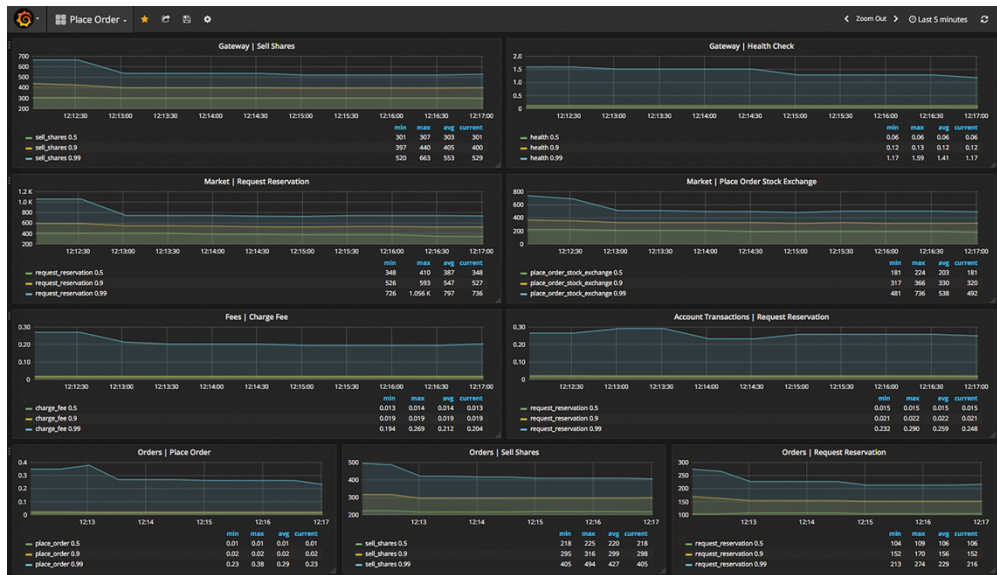 Place Order
Zoom Out
Last 5 minutes
Gateway | Sell Shares
700
600
500
400
300
200
12:12:30 12:13:00 12:13:30 12:14:00 12:14:30 12:15:00 12:15:30 12:16:00 12:16:30 12:17:00
min max avg current
sell_shares 0.5 301 307 303 301
sell_shares 0.9 397 440 405 400
sell_shares 0.99 520 663 553 529
Gateway | Health Check
2.0
1.5
1.0
0.5
0
12:12:30 12:13:00 12:13:30 12:14:00 12:14:30 12:15:00 12:15:30 12:16:00 12:16:30 12:17:00
min max avg current
health 0.5 0.06 0.06 0.06 0.06
health 0.9 0.12 0.13 0.12 0.12
health 0.99 1.17 1.59 1.41 1.17
Market | Request Reservation
1.2 K
1.0 K
800
600
400
200
12:12:30 12:13:00 12:13:30 12:14:00 12:14:30 12:15:00 12:15:30 12:16:00 12:16:30 12:17:00
min max avg current
request_reservation 0.5 348 410 387 348
request_reservation 0.9 526 593 547 527
request_reservation 0.99 726 1.056 K 797 736
Market | Place Order Stock Exchange
800
600
400
200
0
12:12:30 12:13:00 12:13:30 12:14:00 12:14:30 12:15:00 12:15:30 12:16:00 12:16:30 12:17:00
min max avg current
place_order_stock_exchange 0.5 181 224 203 181
place_order_stock_exchange 0.9 317 366 330 320
place_order_stock_exchange 0.99 481 736 538 492
Fees | Charge Fee
0.30
0.20
0.10
0
12:12:30 12:13:00 12:13:30 12:14:00 12:14:30 12:15:00 12:15:30 12:16:00 12:16:30 12:17:00
min max avg current
charge_fee 0.5 0.013 0.014 0.014 0.013
charge_fee 0.9 0.019 0.019 0.019 0.019
charge_fee 0.99 0.194 0.269 0.212 0.204
Account Transactions | Request Reservation
0.30
0.20
0.10
0
12:12:30 12:13:00 12:13:30 12:14:00 12:14:30 12:15:00 12:15:30 12:16:00 12:16:30 12:17:00
min max avg current
request_reservation 0.5 0.015 0.015 0.015 0.015
request_reservation 0.9 0.021 0.022 0.022 0.021
request_reservation 0.99 0.232 0.290 0.259 0.248
Orders | Place Order
0.4
0.3
0.2
0.1
0
12:13 12:14 12:15 12:16 12:17
min max avg current
place_order 0.5 0.01 0.01 0.01 0.01
place_order 0.9 0.02 0.02 0.02 0.02
place_order 0.99 0.23 0.38 0.29 0.23
Orders | Sell Shares
500
400
300
200
12:13 12:14 12:15 12:16 12:17
min max avg current
sell_shares 0.5 218 225 220 218
sell_shares 0.9 295 316 299 298
sell_shares 0.99 405 494 427 405
Orders | Request Reservation
300
250
200
150
100
12:13 12:14 12:15 12:16 12:17
min max avg current
request_reservation 0.5 104 109 106 106
request_reservation 0.9 152 170 156 152
request_reservation 0.99 213 274 229 216